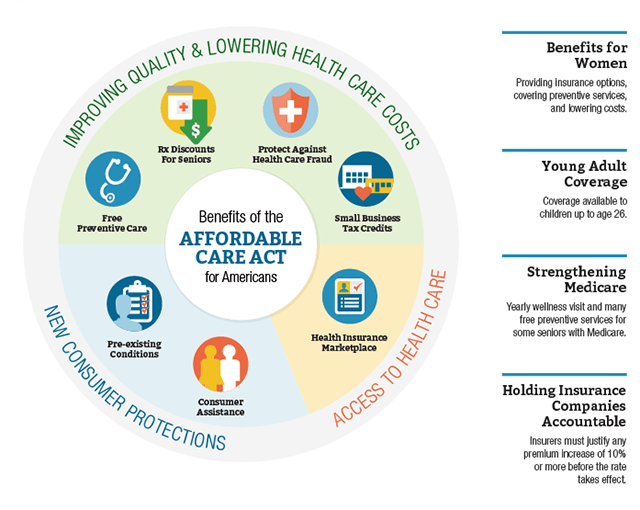 IMPROVING QUALITY & LOWERING HEALTH CARE COSTS
Rx Discounts
For Seniors
Protect Against
Health Care Fraud
Free
Preventive Care
Small Business
Tax Credits
Benefits of the
AFFORDABLE
CARE ACT
for Americans
Pre-existing
Conditions
Consumer
Assistance
Health Insurance
Marketplace
NEW CONSUMER PROTECTIONS
ACCESS TO HEALTH CARE
Benefits for
Women
Providing insurance options,
covering preventive services,
and lowering costs.
Young Adult
Coverage
Coverage available to
children up to age 26.
Strengthening
Medicare
Yearly wellness visit and many
free preventive services for
some seniors with Medicare.
Holding Insurance
Companies
Accountable
Insurers must justify any
premium increase of 10%
or more before the rate
takes effect.